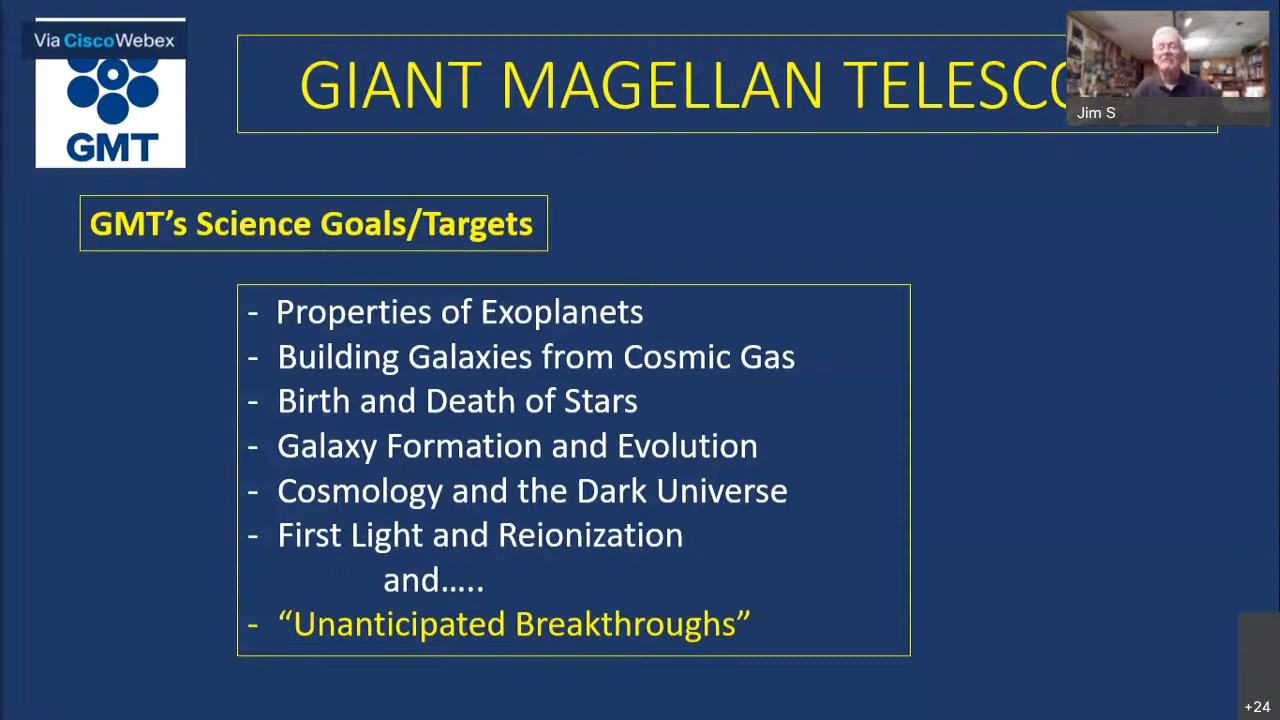 Via Cisco Webex
GMT
GIANT MAGELLAN
Jim S
GMT's Science Goals/Targets
- Properties of Exoplanets
- Building Galaxies from Cosmic Gas
- Birth and Death of Stars
- Galaxy Formation and Evolution
- Cosmology and the Dark Universe
- First Light and Reionization
and.....
- “Unanticipated Breakthroughs”
+24